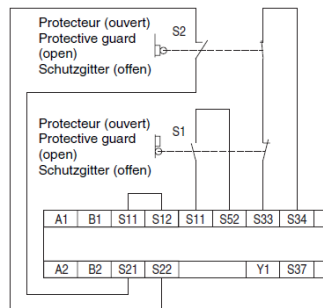 Protecteur (ouvert)
Protective guard
(open)
Schutzgitter (offen)
S2
Protecteur (ouvert)
Protective guard
(open)
Schutzgitter (offen)
S1
A1 B1 S11 S12 S11 S52 S33 S34
A2 B2 S21 S22 Y1 S37